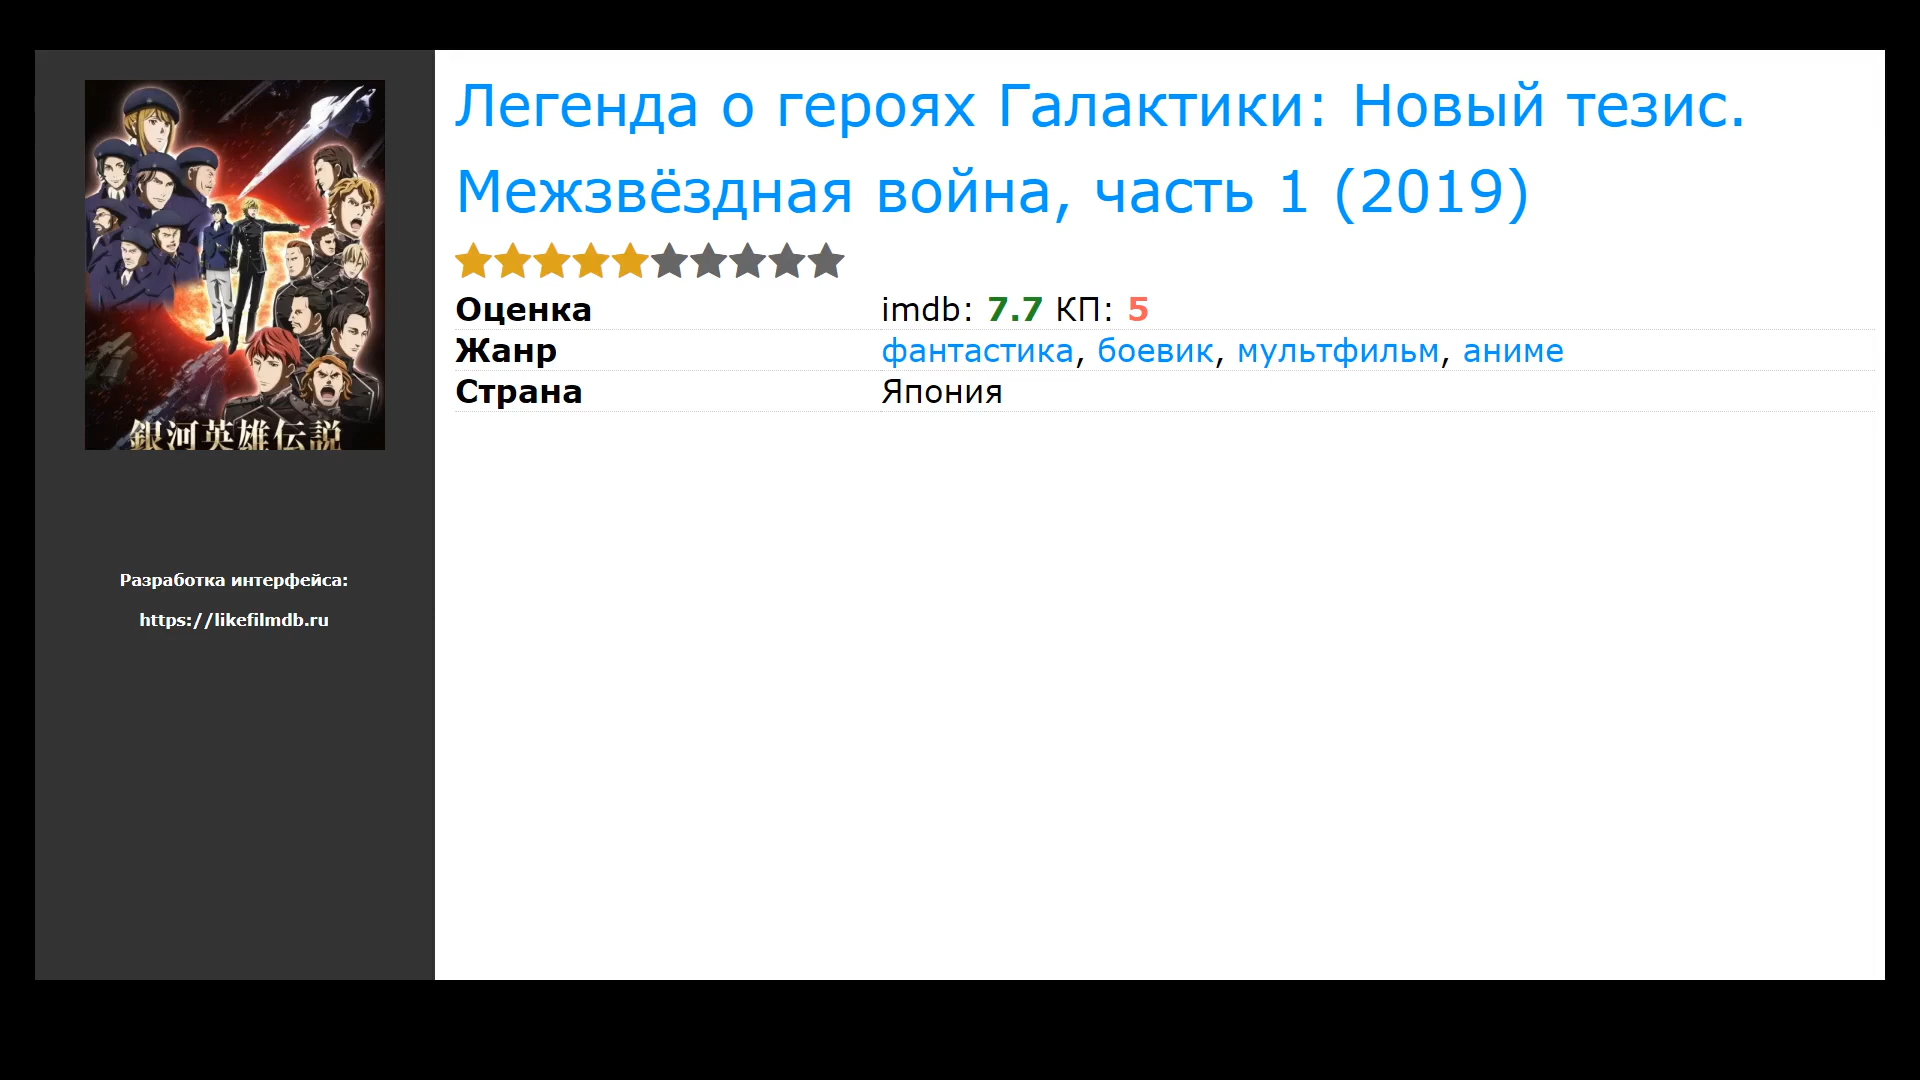 銀河英雄伝説
Разработка интерфейса:
https://likefilmdb.ru
Легенда о героях Галактики: Новый тезис.
Межзвёздная война, часть 1 (2019)
Оценка imdb: 7.7 КП: 5
Жанр фантастика, боевик, мультфильм, аниме
Страна Япония